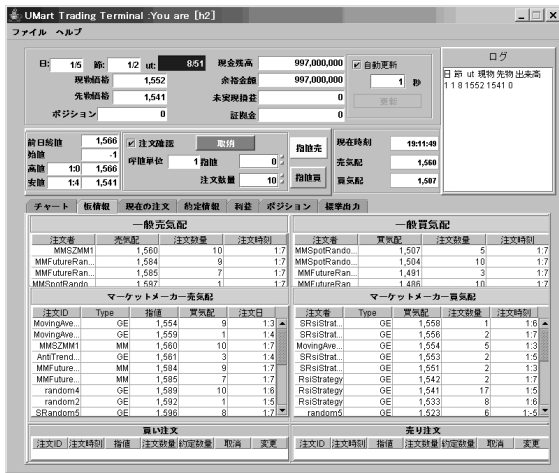 UMart Trading Terminal :You are [h2]
ファイル ヘルプ
日: 1/5 節: 1/2 ut: 8/51 現金残高 997,000,000 自動更新
現物価格 1,552 余裕金額 997,000,000 1 秒
先物価格 1,541 未実現損益 0 更新
ポジション 0 証拠金 0
ログ
日 節 ut 現物 先物 出来高
1 1 8 1552 1541 0
前日終値 1,566
始値 -1
高値 1:0 1,566
安値 1:4 1,541
注文確認 取消
呼値単位 1 指値 0
注文数量 10
指値売
指値買
現在時刻 19:11:49
売気配 1,560
買気配 1,507
チャート 板情報 現在の注文 約定情報 利益 ポジション 標準出力
一般売気配
注文者 売気配 注文数量 注文時刻
MMSZMM1 1,560 10 1:7
MMFutureRan... 1,584 9 1:7
MMFutureRan... 1,585 7 1:7
MMSpotRando... 1,597 1 1:7
一般買気配
注文者 買気配 注文数量 注文時刻
MMSpotRando... 1,507 5 1:7
MMSpotRando... 1,504 10 1:7
MMFutureRan... 1,491 3 1:7
MMFutureRan... 1,486 10 1:7
マーケットメーカー売気配
注文ID Type 指値 買気配 注文日
MovingAve... GE 1,554 9 1:3
MovingAve... GE 1,559 1 1:4
MMSZMM1 MM 1,560 10 1:7
AntiTrend... GE 1,561 3 1:4
MMFuture... MM 1,584 9 1:7
MMFuture... MM 1,585 7 1:7
random4 GE 1,589 10 1:6
random2 GE 1,592 1 1:5
SRandom5 GE 1,596 8 1:7
マーケットメーカー買気配
注文者 Type 買気配 注文数量 注文時刻
SRsiStrat... GE 1,558 1 1:6
SRsiStrat... GE 1,556 2 1:7
MovingAve... GE 1,554 5 1:3
SRsiStrat... GE 1,553 2 1:5
SRsiStrat... GE 1,551 2 1:3
RsiStrategy GE 1,542 2 1:7
RsiStrategy GE 1,541 17 1:5
RsiStrategy GE 1,533 8 1:6
random5 GE 1,523 6 1:-5
買い注文
注文ID 注文時刻 指値 注文数量 約定数量 取消 変更
売り注文
注文ID 注文時刻 指値 注文数量 約定数量 取消 変更